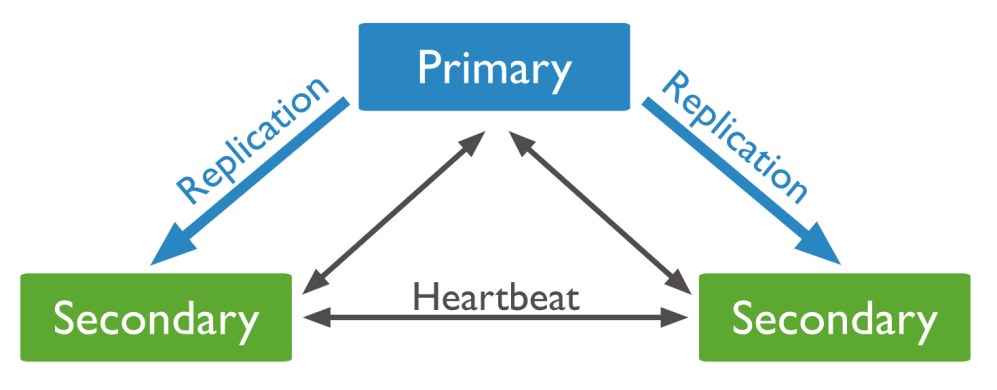 Primary
Replication
Replication
Heartbeat
Secondary
Secondary